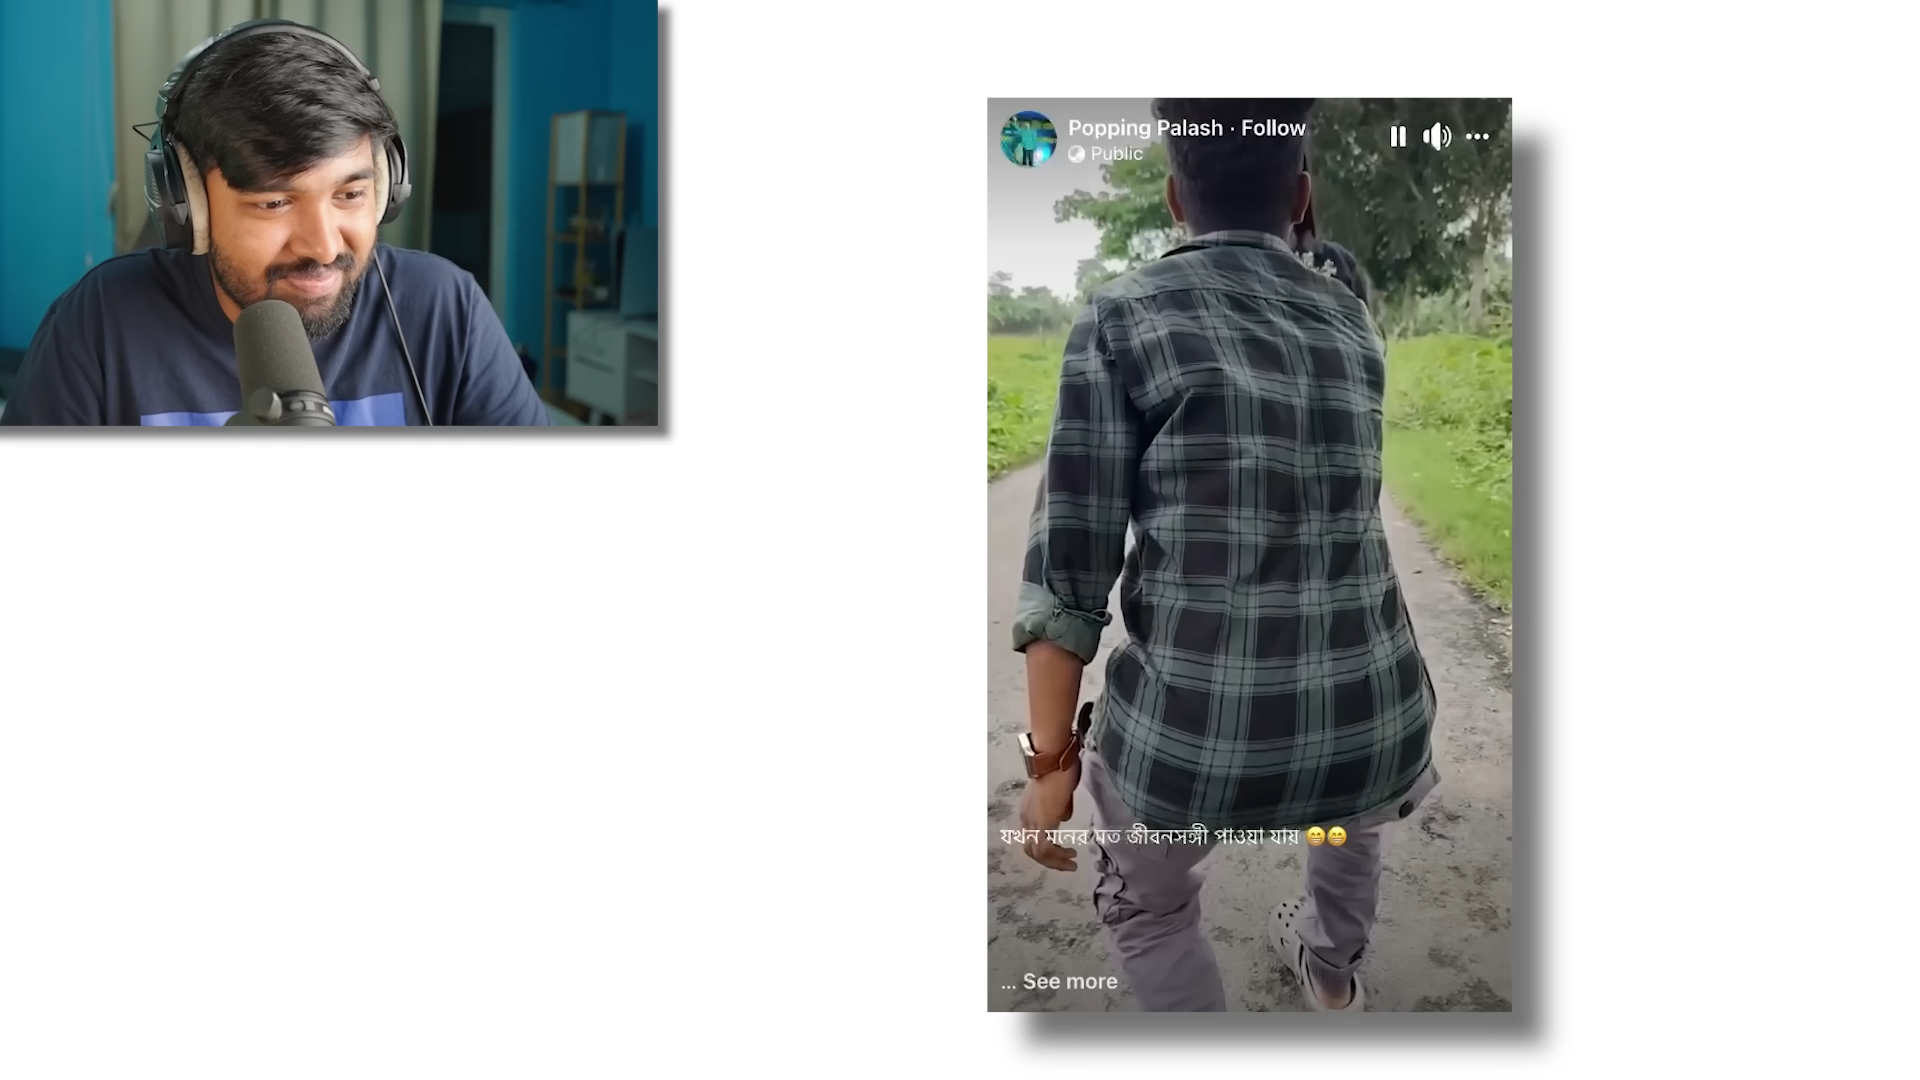 Popping Palash · Follow
Public
যখন মনের মত জীবনসঙ্গী পাওয়া যায় 😁😁
... See more